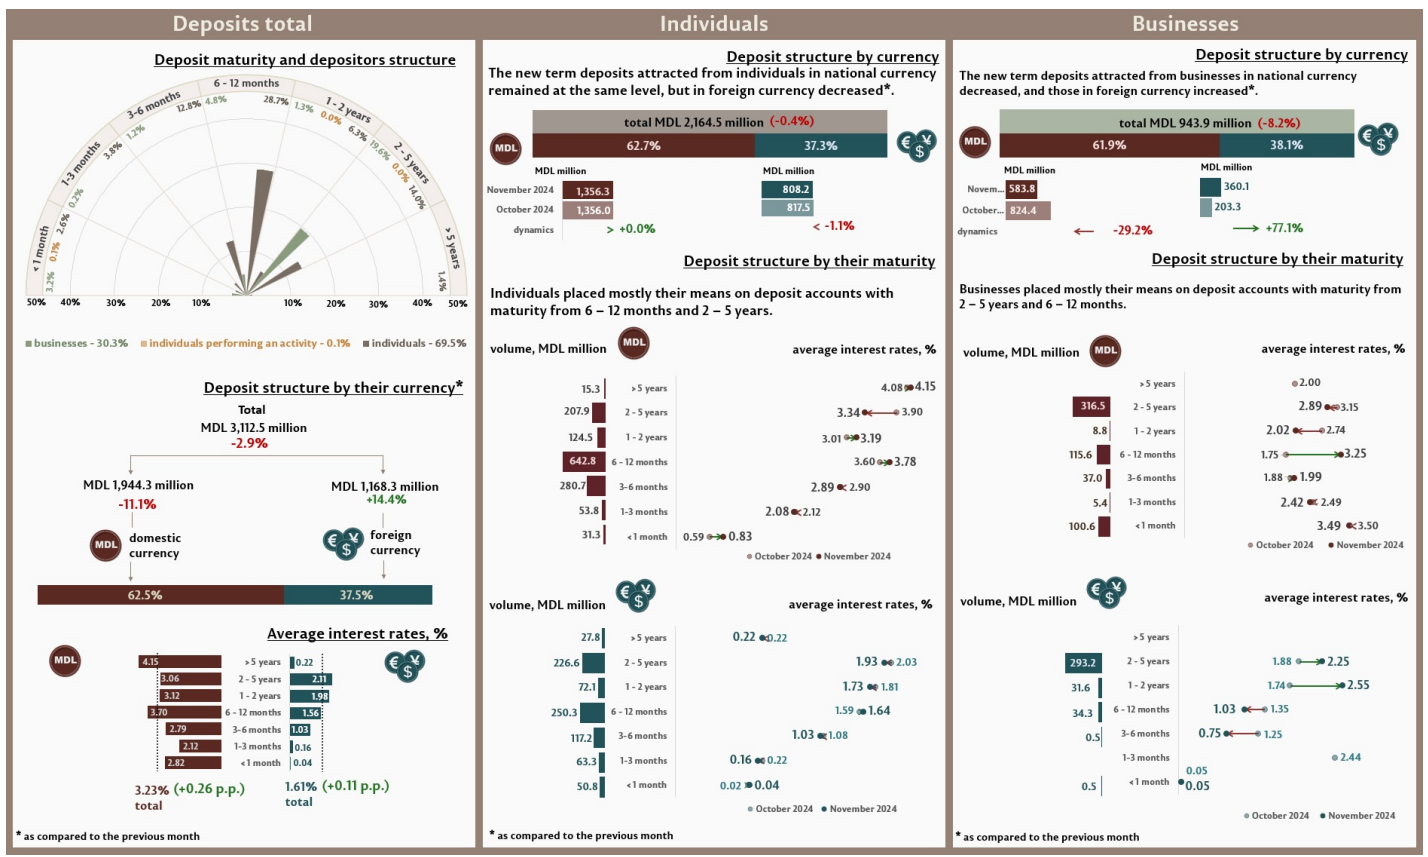 Deposits total
Deposit maturity and depositors structure
< 1 month
3.2%
0.1%
2.6%
1-3 months
0.2%
3.8%
3-6 months
1.2%
12.8%
6 - 12 months
4.8%
28.7%
1 - 2 years
1.3%
0.0%
6.3%
2 - 5 years
19.6%
0.0%
14.0%
> 5 years
1.4%
50% 40% 30% 20% 10% 10% 20% 30% 40% 50%
businesses - 30.3% individuals performing an activity - 0.1% individuals - 69.5%
Deposit structure by their currency*
Total
MDL 3,112.5 million
-2.9%
MDL 1,944.3 million MDL 1,168.3 million
-11.1% +14.4%
MDL domestic currency
€ ¥ $ foreign currency
62.5% 37.5%
Average interest rates, %
MDL € ¥ $
4.15 > 5 years 0.22
3.06 2 - 5 years 2.11
3.12 1 - 2 years 1.98
3.70 6 - 12 months 1.56
2.79 3-6 months 1.03
2.12 1-3 months 0.16
2.82 < 1 month 0.04
3.23% (+0.26 p.p.) 1.61% (+0.11 p.p.)
total total
* as compared to the previous month
Individuals
Deposit structure by currency
The new term deposits attracted from individuals in national currency
remained at the same level, but in foreign currency decreased*.
total MDL 2,164.5 million (-0.4%)
MDL 62.7% 37.3% € ¥ $
MDL million MDL million
November 2024 1,356.3 808.2
October 2024 1,356.0 817.5
dynamics > +0.0% < -1.1%
Deposit structure by their maturity
Individuals placed mostly their means on deposit accounts with
maturity from 6 – 12 months and 2 – 5 years.
volume, MDL million MDL average interest rates, %
15.3 > 5 years 4.08 4.15
207.9 2 - 5 years 3.34 3.90
124.5 1 - 2 years 3.01 3.19
642.8 6 - 12 months 3.60 3.78
280.7 3-6 months 2.89 2.90
53.8 1-3 months 2.08 2.12
31.3 < 1 month 0.59 0.83
October 2024 November 2024
volume, MDL million € ¥ $ average interest rates, %
27.8 > 5 years 0.22 0.22
226.6 2 - 5 years 1.93 2.03
72.1 1 - 2 years 1.73 1.81
250.3 6 - 12 months 1.59 1.64
117.2 3-6 months 1.03 1.08
63.3 1-3 months 0.16 0.22
50.8 < 1 month 0.02 0.04
October 2024 November 2024
* as compared to the previous month
Businesses
Deposit structure by currency
The new term deposits attracted from businesses in national currency
decreased, and those in foreign currency increased*.
total MDL 943.9 million (-8.2%)
MDL 61.9% 38.1% € ¥ $
MDL million MDL million
Novem... 583.8 360.1
October... 824.4 203.3
dynamics -29.2% +77.1%
Deposit structure by their maturity
Businesses placed mostly their means on deposit accounts with maturity from
2 – 5 years and 6 – 12 months.
volume, MDL million MDL average interest rates, %
> 5 years 2.00
316.5 2 - 5 years 2.89 3.15
8.8 1 - 2 years 2.02 2.74
115.6 6 - 12 months 1.75 3.25
37.0 3-6 months 1.88 1.99
5.4 1-3 months 2.42 2.49
100.6 < 1 month 3.49 3.50
October 2024 November 2024
volume, MDL million € ¥ $ average interest rates, %
> 5 years
293.2 2 - 5 years 1.88 2.25
31.6 1 - 2 years 1.74 2.55
34.3 6 - 12 months 1.03 1.35
0.5 3-6 months 0.75 1.25
1-3 months 2.44
0.5 < 1 month 0.05 0.05
October 2024 November 2024
* as compared to the previous month